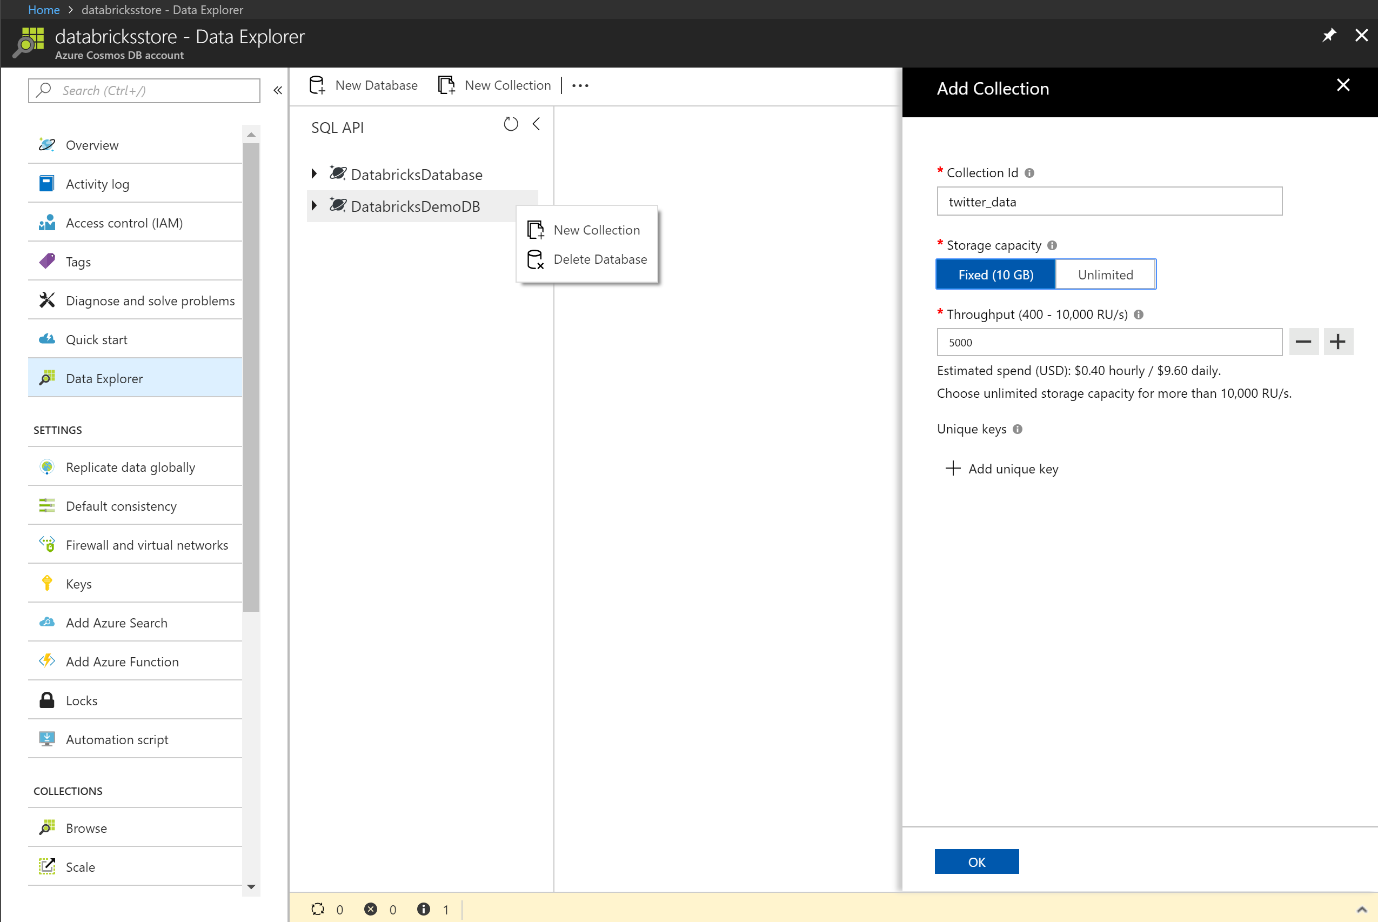 Home > databricksstore - Data Explorer
databricksstore - Data Explorer
Azure Cosmos DB account
Search (Ctrl+/)
«
Overview
Activity log
Access control (IAM)
Tags
Diagnose and solve problems
Quick start
Data Explorer
SETTINGS
Replicate data globally
Default consistency
Firewall and virtual networks
Keys
Add Azure Search
Add Azure Function
Locks
Automation script
COLLECTIONS
Browse
Scale
New Database New Collection ...
SQL API
DatabricksDatabase
DatabricksDemoDB
New Collection
Delete Database
Add Collection
* Collection Id
twitter_data
* Storage capacity
Fixed (10 GB) Unlimited
* Throughput (400 - 10,000 RU/s)
5000
Estimated spend (USD): $0.40 hourly / $9.60 daily.
Choose unlimited storage capacity for more than 10,000 RU/s.
Unique keys
Add unique key
OK
0 0 1